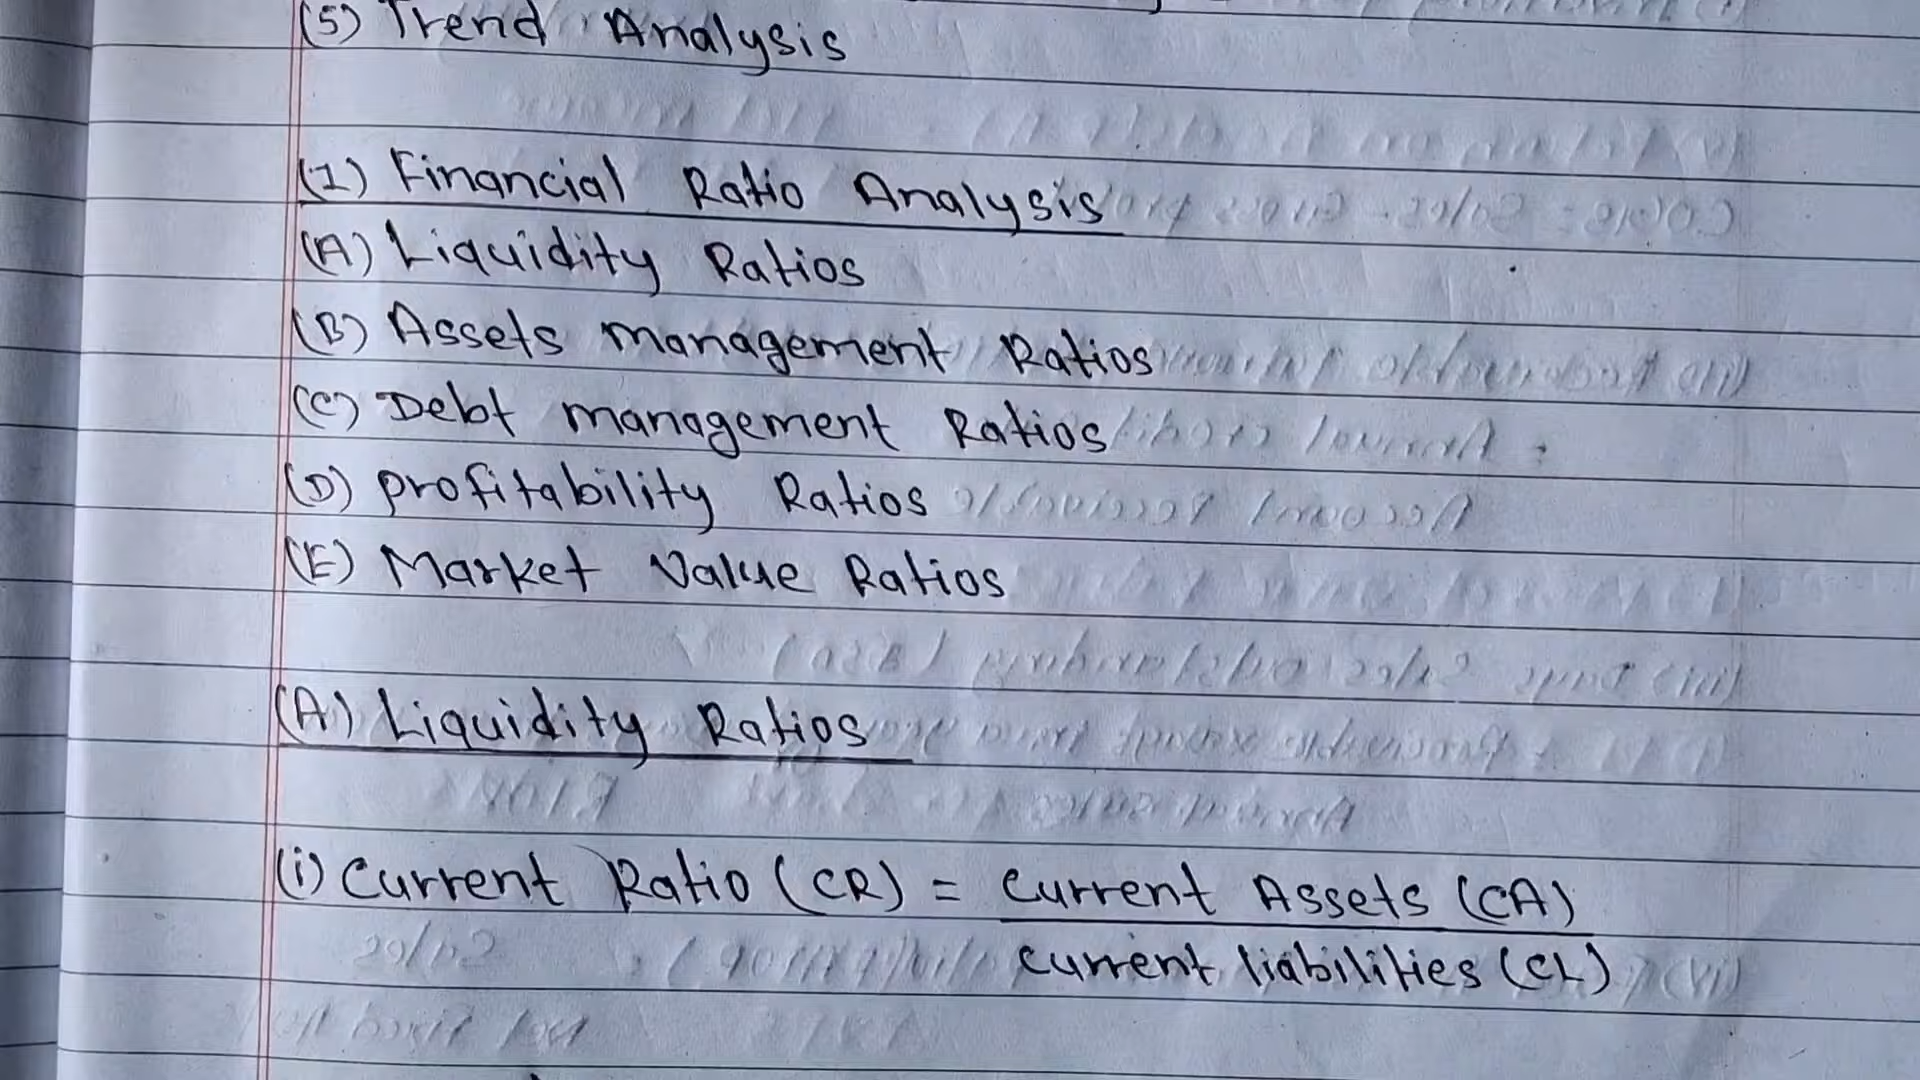 (5) Trend Analysis
(1) Financial Ratio Analysis
(A) Liquidity Ratios
(B) Assets management Ratios
(C) Debt management Ratios
(D) profitability Ratios
(E) Market Value Ratios
(A) Liquidity Ratios
(i) Current Ratio (CR) = Current Assets (CA)
Current liabilities (CL)